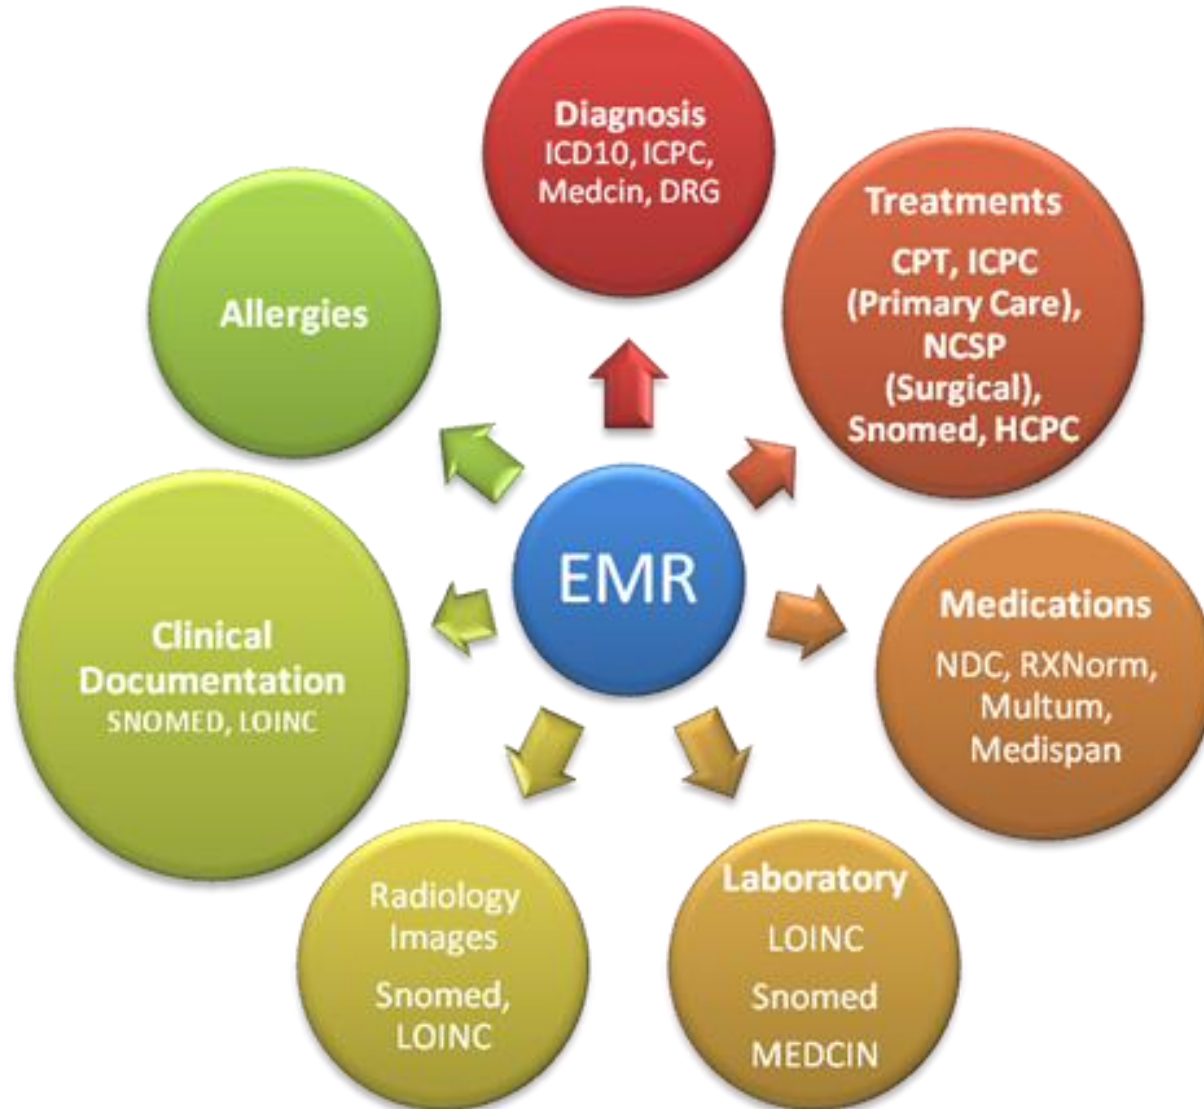 Diagnosis
ICD10, ICPC,
Medcin, DRG
Treatments
CPT, ICPC
(Primary Care),
NCSP
(Surgical),
Snomed, HCPC
Allergies
EMR
Medications
NDC, RXNorm,
Multum,
Medispan
Clinical
Documentation
SNOMED, LOINC
Radiology
Images
Snomed,
LOINC
Laboratory
LOINC
Snomed
MEDCIN